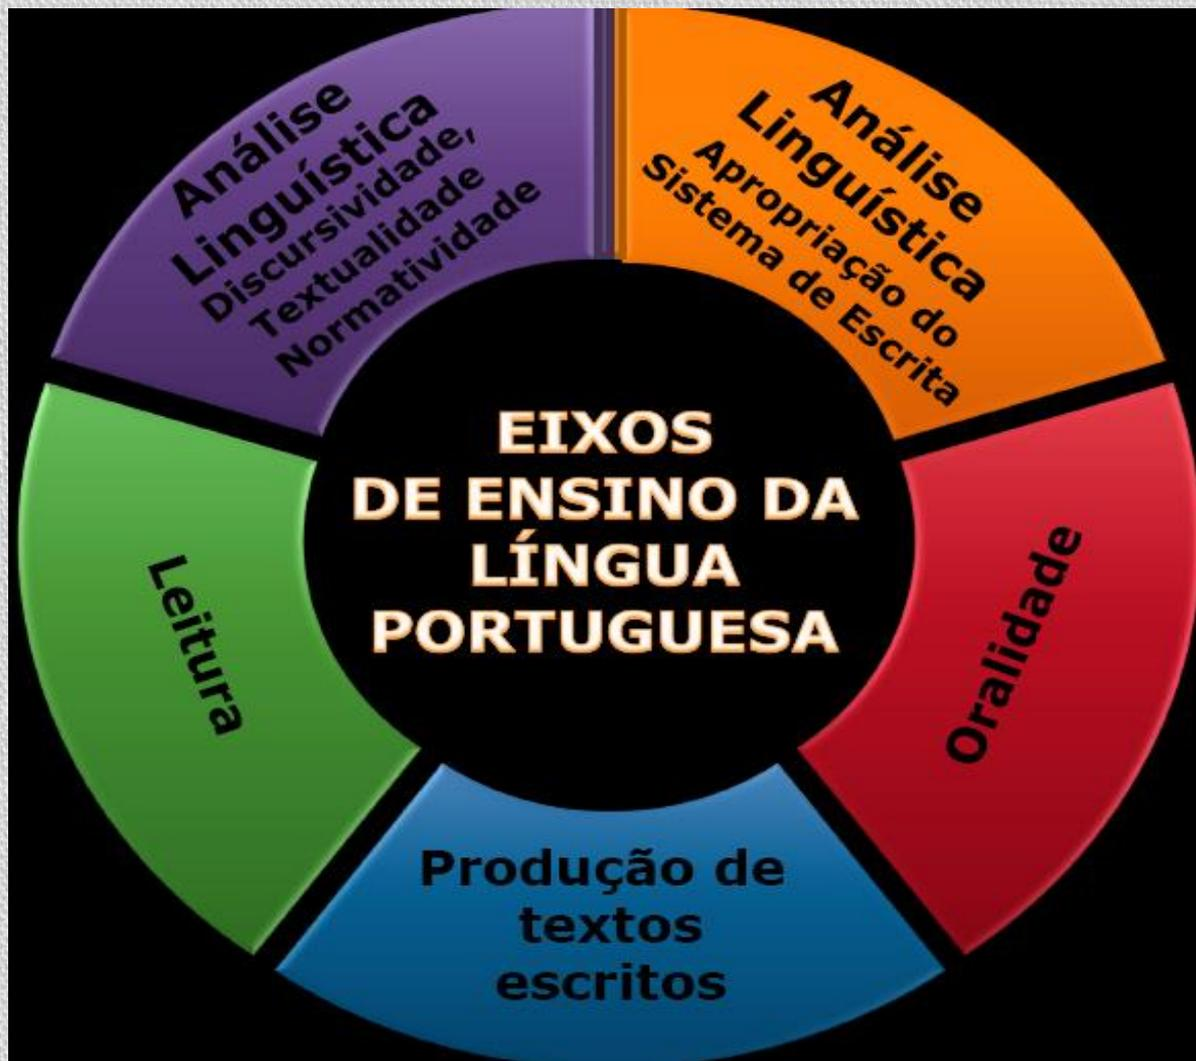 Análise
Linguística
Discursividade,
Textualidade
Normatividade
Análise
Linguística
Apropriação do
Sistema de Escrita
EIXOS
DE ENSINO DA
LÍNGUA
PORTUGUESA
Leitura
Oralidade
Produção de
textos
escritos